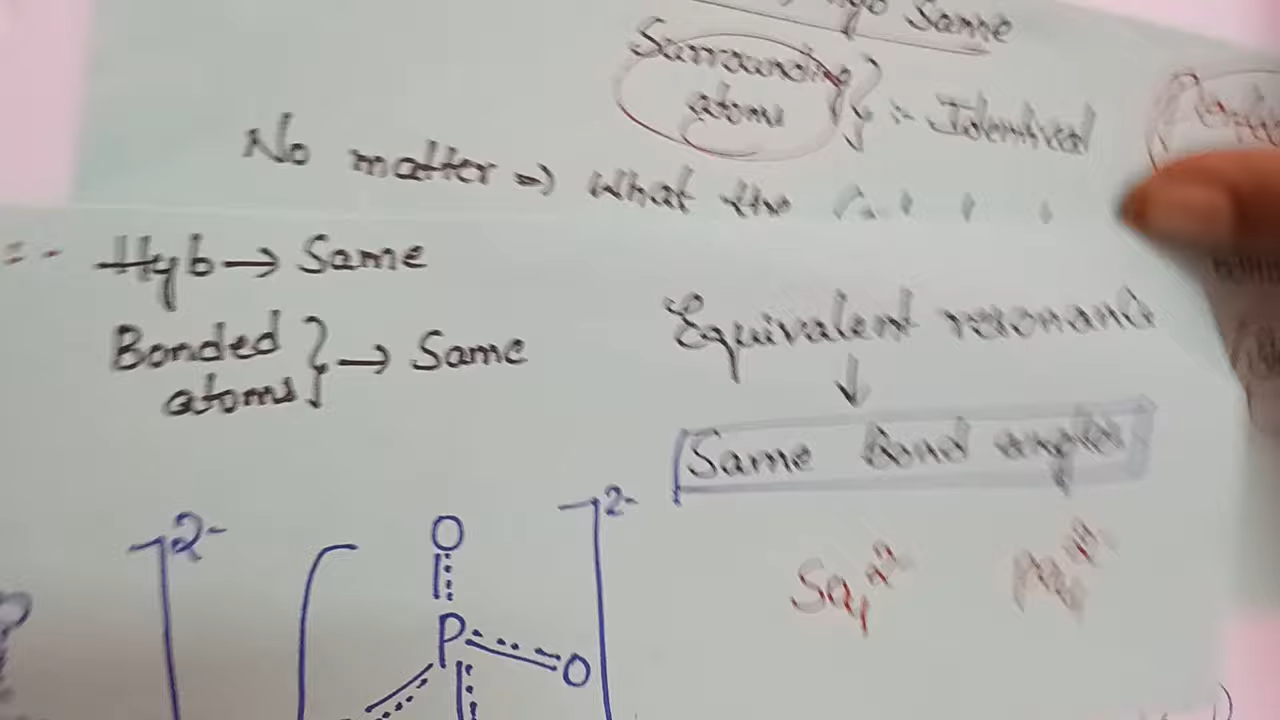 Same
Surrounding
atoms } :- Identical
No matter => What the
Hyb → Same
Bonded
atoms } → Same
Equivalent resonance
↓
Same Bond angles
]2-
]2-
O
P
O